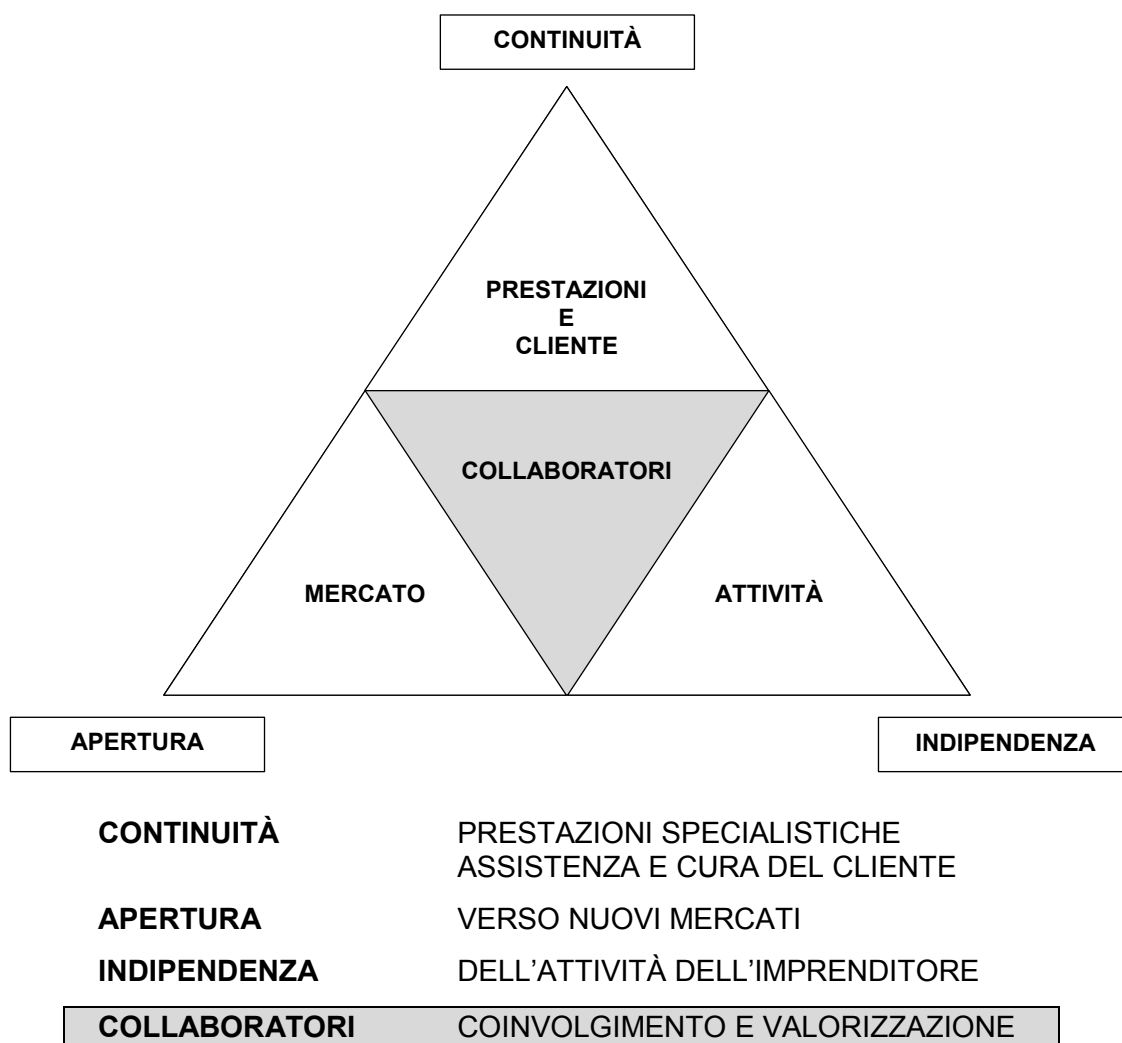 CONTINUITÀ
PRESTAZIONI
E
CLIENTE
COLLABORATORI
MERCATO
ATTIVITÀ
APERTURA
INDIPENDENZA
CONTINUITÀ PRESTAZIONI SPECIALISTICHE
ASSISTENZA E CURA DEL CLIENTE
APERTURA VERSO NUOVI MERCATI
INDIPENDENZA DELL'ATTIVITÀ DELL'IMPRENDITORE
COLLABORATORI COINVOLGIMENTO E VALORIZZAZIONE